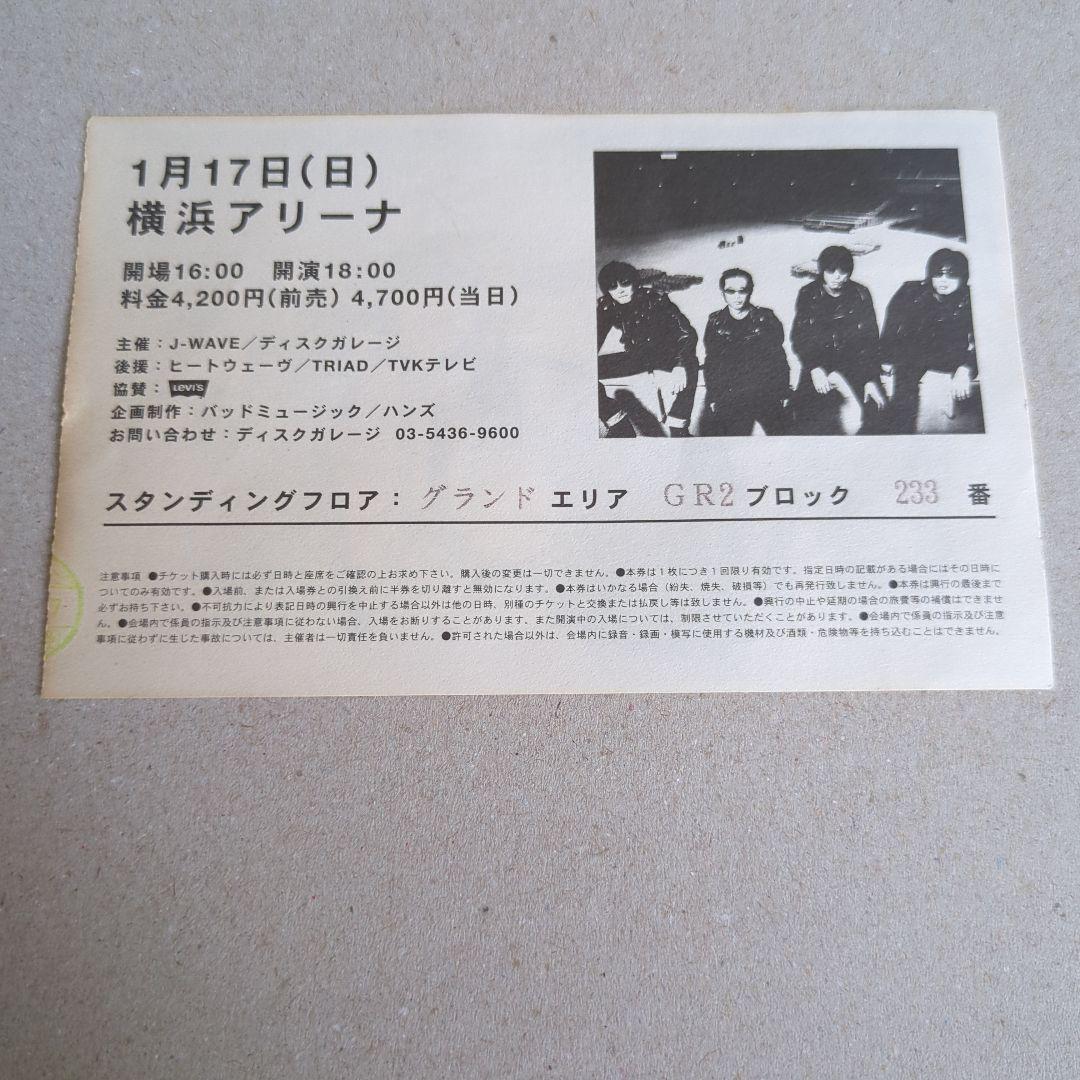 1月17日(日)
横浜アリーナ
開場16:00 開演18:00
料金4,200円(前売) 4,700円(当日)
主催：J-WAVE／ディスクガレージ
後援：ヒートウェーヴ／TRIAD／TVKテレビ
協賛：LEVI'S
企画制作：バッドミュージック／ハンズ
お問い合わせ：ディスクガレージ 03-5436-9600
スタンディングフロア：グランド エリア GR2 ブロック 233 番
注意事項 ●チケット購入時には必ず日時と座席をご確認の上お求め下さい。購入後の変更は一切できません。●本券は1枚につき1回限り有効です。指定日時の記載がある場合にはその日時に
ついてのみ有効です。●入場前、または入場券との引換え前に半券を切り離すと無効になります。●本券はいかなる場合（紛失、焼失、破損等）でも再発行致しません。●本券は興行の最後まで
必ずお持ち下さい。●不可抗力により表記日時の興行を中止する場合以外は他の日時、別種のチケットと交換または払戻し等は致しません。●興行の中止や延期の場合の旅費等の補償はできませ
ん。●会場内で係員の指示及び注意事項に従わない場合、入場をお断りすることがあります、また開演中の入場については、制限させていただくことがあります。●会場内で係員の指示及び注意
事項に従わずに生じた事故については、主催者は一切責任を負いません。●許可された場合以外は、会場内に録音・録画・模写に使用する機材及び酒類・危険物等を持ち込むことはできません。